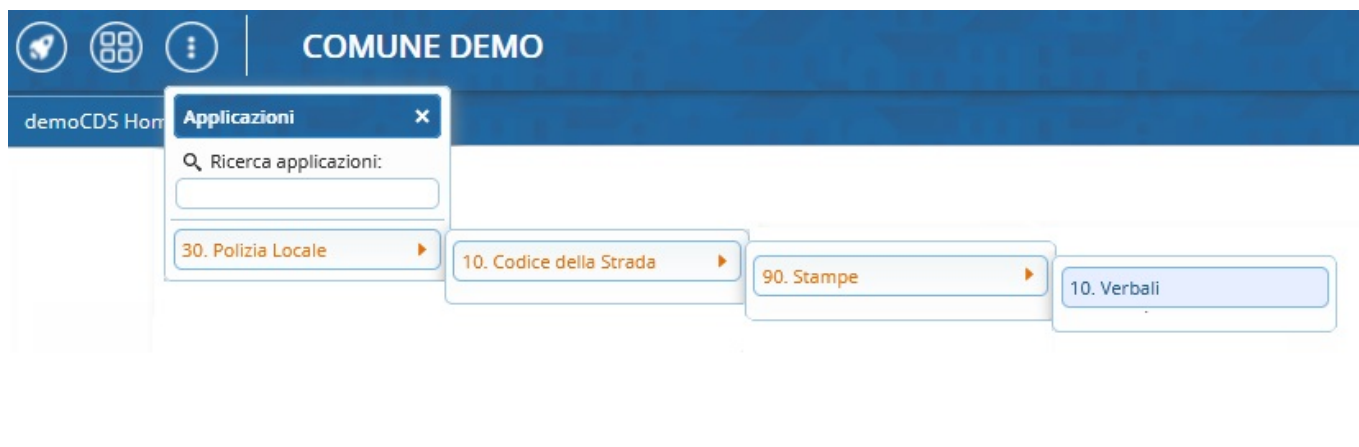 COMUNE DEMO
demoCDS Hom
Applicazioni
Ricerca applicazioni:
30. Polizia Locale
10. Codice della Strada
90. Stampe
10. Verbali